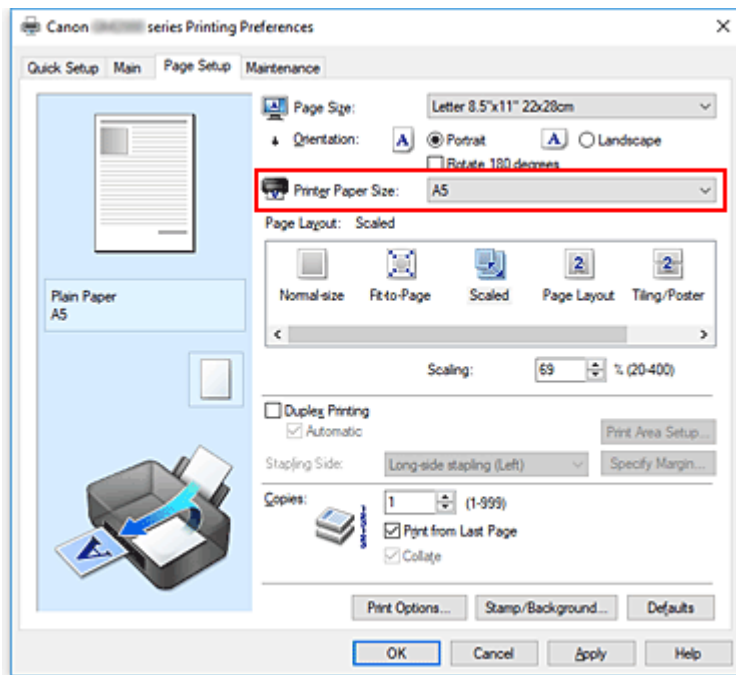 Canon series Printing Preferences
Quick Setup Main Page Setup Maintenance
Page Size: Letter 8.5"x11" 22x28cm
Orientation: A Portrait A Landscape
Rotate 180 degrees
Printer Paper Size: A5
Page Layout: Scaled
2 2
Normal-size Fit-to-Page Scaled Page Layout Tiling/Poster
Plain Paper
A5
Scaling: 69 % (20-400)
Duplex Printing
Automatic
Print Area Setup...
Stapling Side: Long-side stapling (Left) Specify Margin...
Copies: 1 (1-999)
Print from Last Page
Collate
A
Print Options... Stamp/Background... Defaults
OK Cancel Apply Help